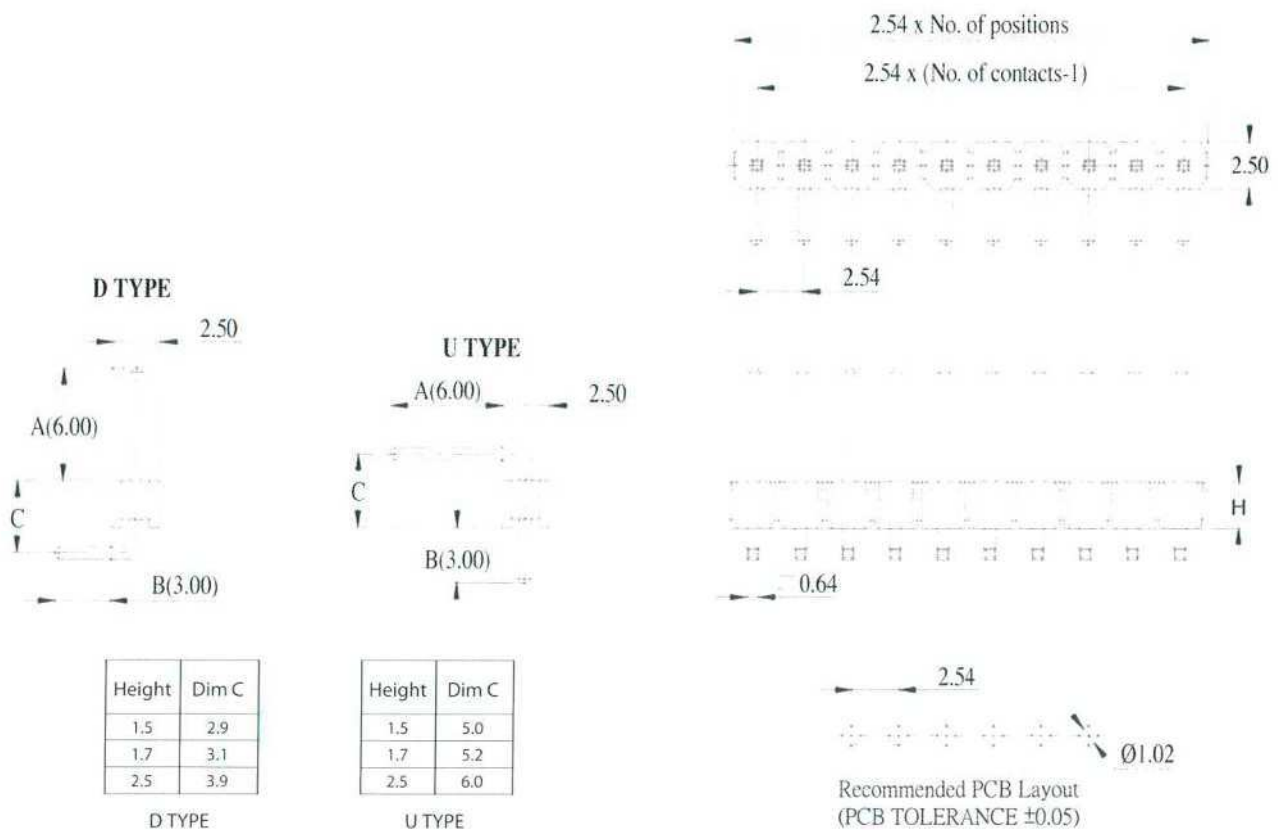 2.54 x No. of positions
2.54 x (No. of contacts-1)
2.50
2.54
D TYPE
2.50
A(6.00)
C
B(3.00)
U TYPE
A(6.00)
2.50
C
B(3.00)
H
0.64
Height Dim C
1.5 2.9
1.7 3.1
2.5 3.9
D TYPE
Height Dim C
1.5 5.0
1.7 5.2
2.5 6.0
U TYPE
2.54
Ø1.02
Recommended PCB Layout
(PCB TOLERANCE ±0.05)